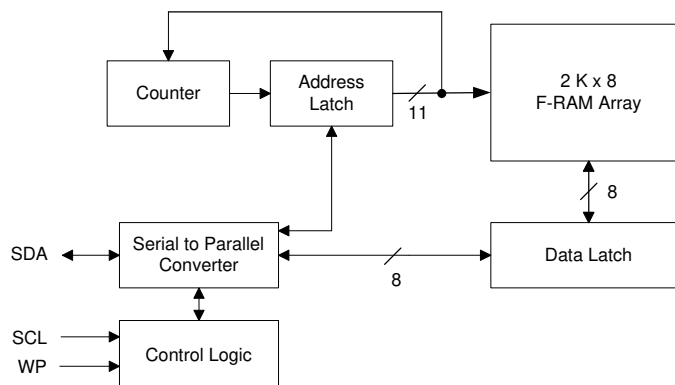 Counter
Address
Latch
11
2 K x 8
F-RAM Array
8
SDA
Serial to Parallel
Converter
8
Data Latch
SCL
WP
Control Logic